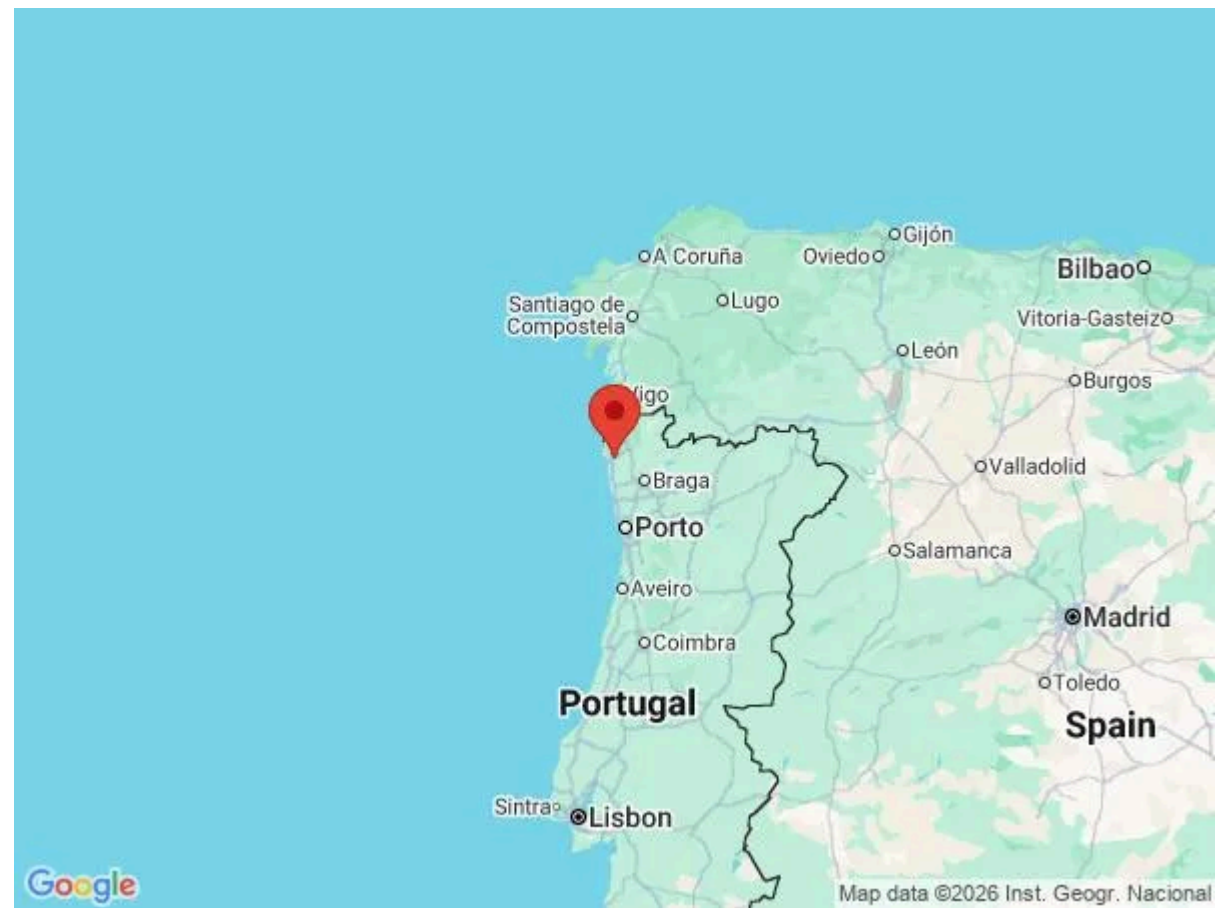 Gijón
A Coruña
Oviedo
Bilbao
Lugo
Santiago de
Compostela
Vitoria-Gasteiz
León
Burgos
Valladolid
Braga
Porto
Salamanca
Aveiro
Madrid
Coimbra
Toledo
Portugal
Spain
Sintra
Lisbon
Google
Map data ©2026 Inst. Geogr. Nacional